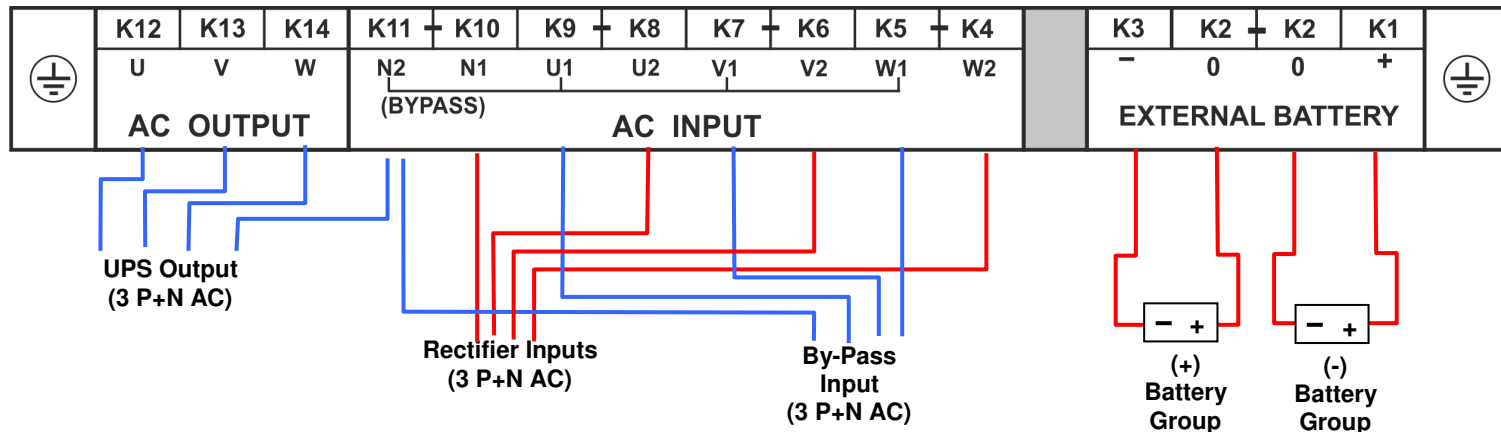 K12 K13 K14 K11 - K10 K9 - K8 K7 - K6 K5 - K4 K3 K2 - K2 K1
U V W N2 N1 U1 U2 V1 V2 W1 W2 − 0 0 +
(BYPASS)
AC OUTPUT AC INPUT EXTERNAL BATTERY
UPS Output
(3 P+N AC)
Rectifier Inputs
(3 P+N AC)
By-Pass
Input
(3 P+N AC)
− +
(+)
Battery
Group
− +
(-)
Battery
Group